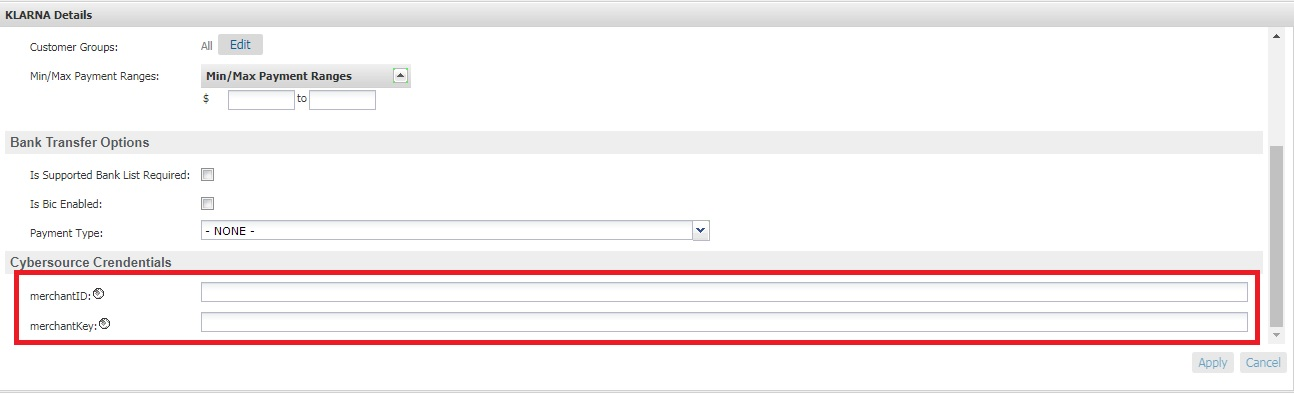 KLARNA Details
Customer Groups: All Edit
Min/Max Payment Ranges: Min/Max Payment Ranges
$ to
Bank Transfer Options
Is Supported Bank List Required:
Is Bic Enabled:
Payment Type: - NONE -
Cybersource Crendentials
merchantID:
merchantKey:
Apply Cancel